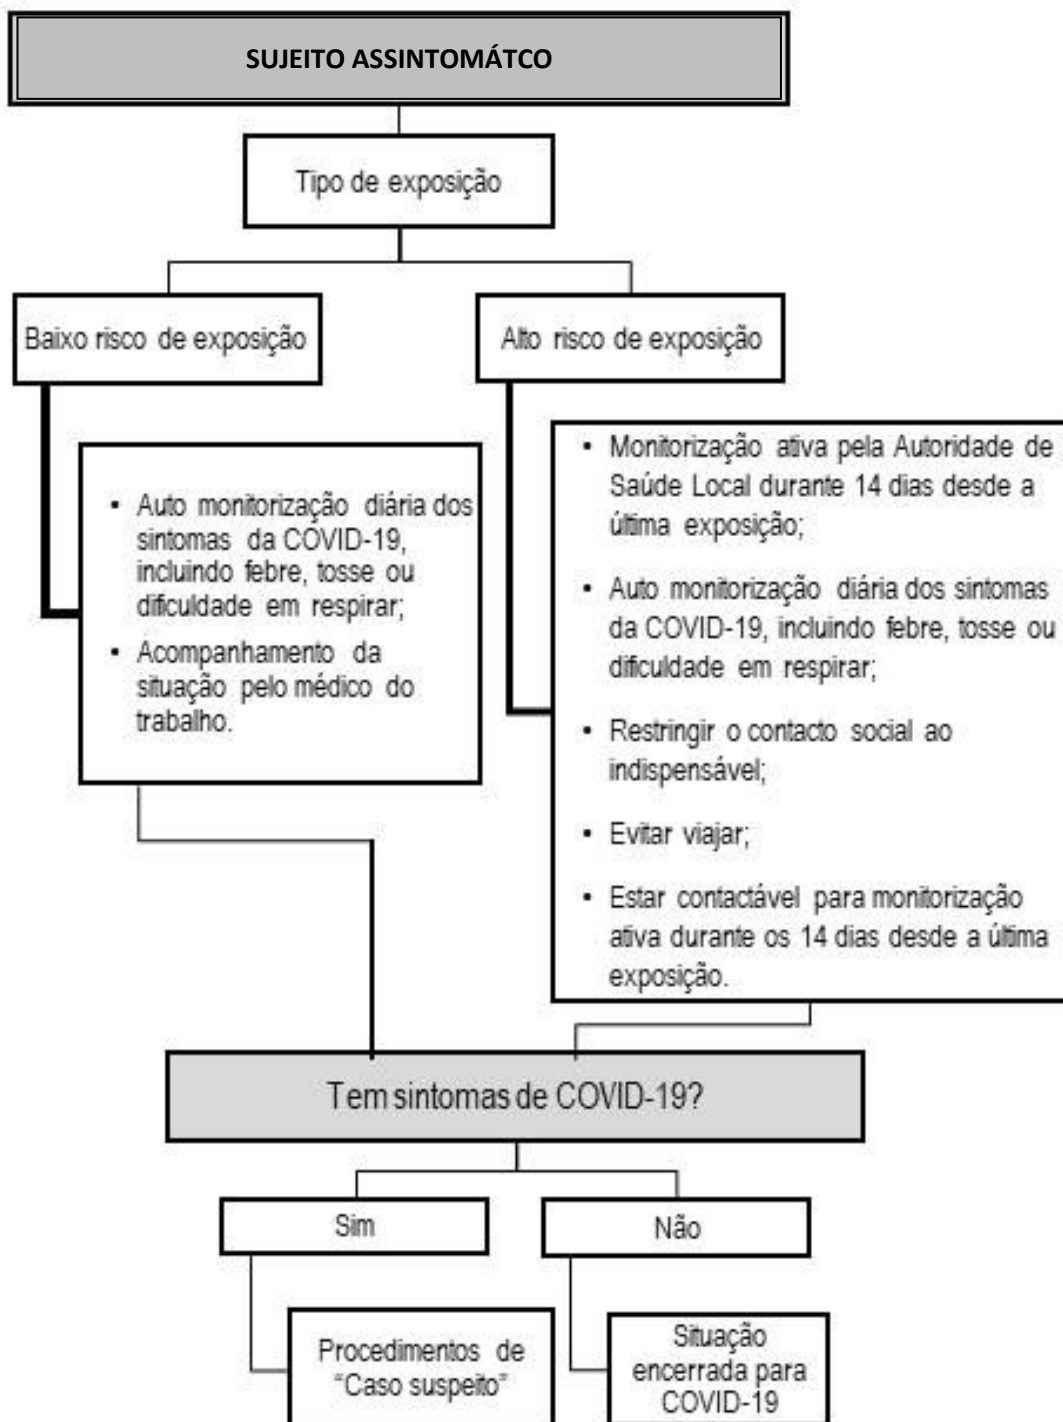 SUJEITO ASSINTOMÁTCO
Tipo de exposição
Baixo risco de exposição
Alto risco de exposição
• Auto monitorização diária dos
sintomas da COVID-19,
incluindo febre, tosse ou
dificuldade em respirar;
• Acompanhamento da
situação pelo médico do
trabalho.
• Monitorização ativa pela Autoridade de
Saúde Local durante 14 dias desde a
última exposição;
• Auto monitorização diária dos sintomas
da COVID-19, incluindo febre, tosse ou
dificuldade em respirar;
• Restringir o contacto social ao
indispensável;
• Evitar viajar;
• Estar contactável para monitorização
ativa durante os 14 dias desde a última
exposição.
Tem sintomas de COVID-19?
Sim
Não
Procedimentos de
“Caso suspeito”
Situação
encerrada para
COVID-19